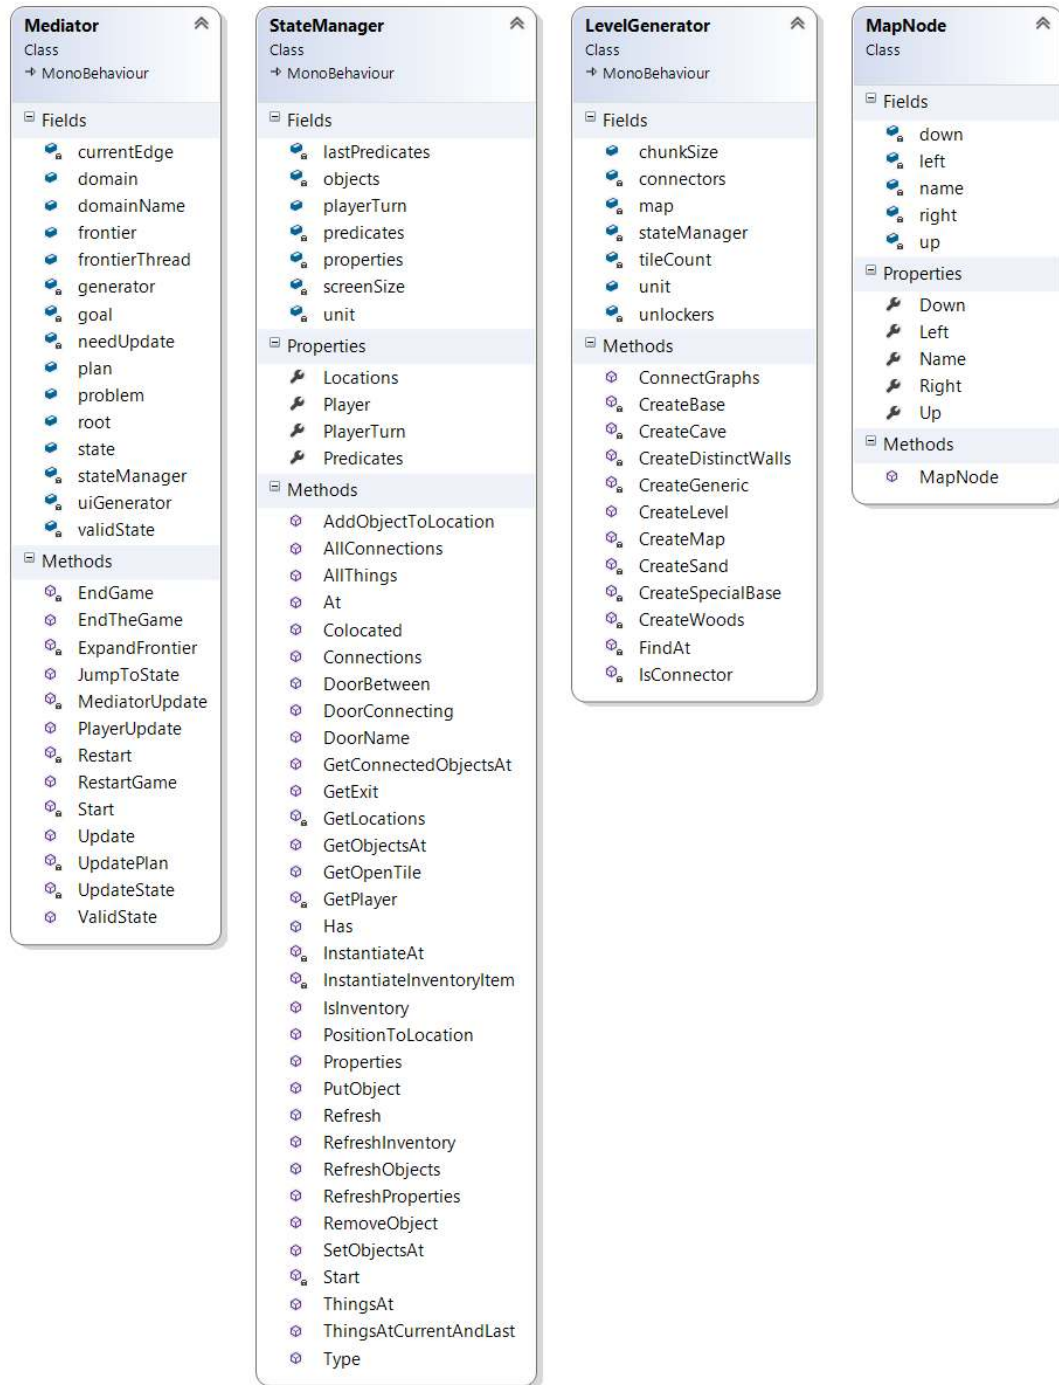 Mediator
Class
MonoBehaviour
Fields
currentEdge
domain
domainName
frontier
frontierThread
generator
goal
needUpdate
plan
problem
root
state
stateManager
uiGenerator
validState
Methods
EndGame
EndTheGame
ExpandFrontier
JumpToState
MediatorUpdate
PlayerUpdate
Restart
RestartGame
Start
Update
UpdatePlan
UpdateState
ValidState
StateManager
Class
MonoBehaviour
Fields
lastPredicates
objects
playerTurn
predicates
properties
screenSize
unit
Properties
Locations
Player
PlayerTurn
Predicates
Methods
AddObjectToLocation
AllConnections
AllThings
At
Colocated
Connections
DoorBetween
DoorConnecting
DoorName
GetConnectedObjectsAt
GetExit
GetLocations
GetObjectsAt
GetOpenTile
GetPlayer
Has
InstantiateAt
InstantiateInventoryItem
IsInventory
PositionToLocation
Properties
PutObject
Refresh
RefreshInventory
RefreshObjects
RefreshProperties
RemoveObject
SetObjectsAt
Start
ThingsAt
ThingsAtCurrentAndLast
Type
LevelGenerator
Class
MonoBehaviour
Fields
chunkSize
connectors
map
stateManager
tileCount
unit
unlockers
Methods
ConnectGraphs
CreateBase
CreateCave
CreateDistinctWalls
CreateGeneric
CreateLevel
CreateMap
CreateSand
CreateSpecialBase
CreateWoods
FindAt
IsConnector
MapNode
Class
Fields
down
left
name
right
up
Properties
Down
Left
Name
Right
Up
Methods
MapNode